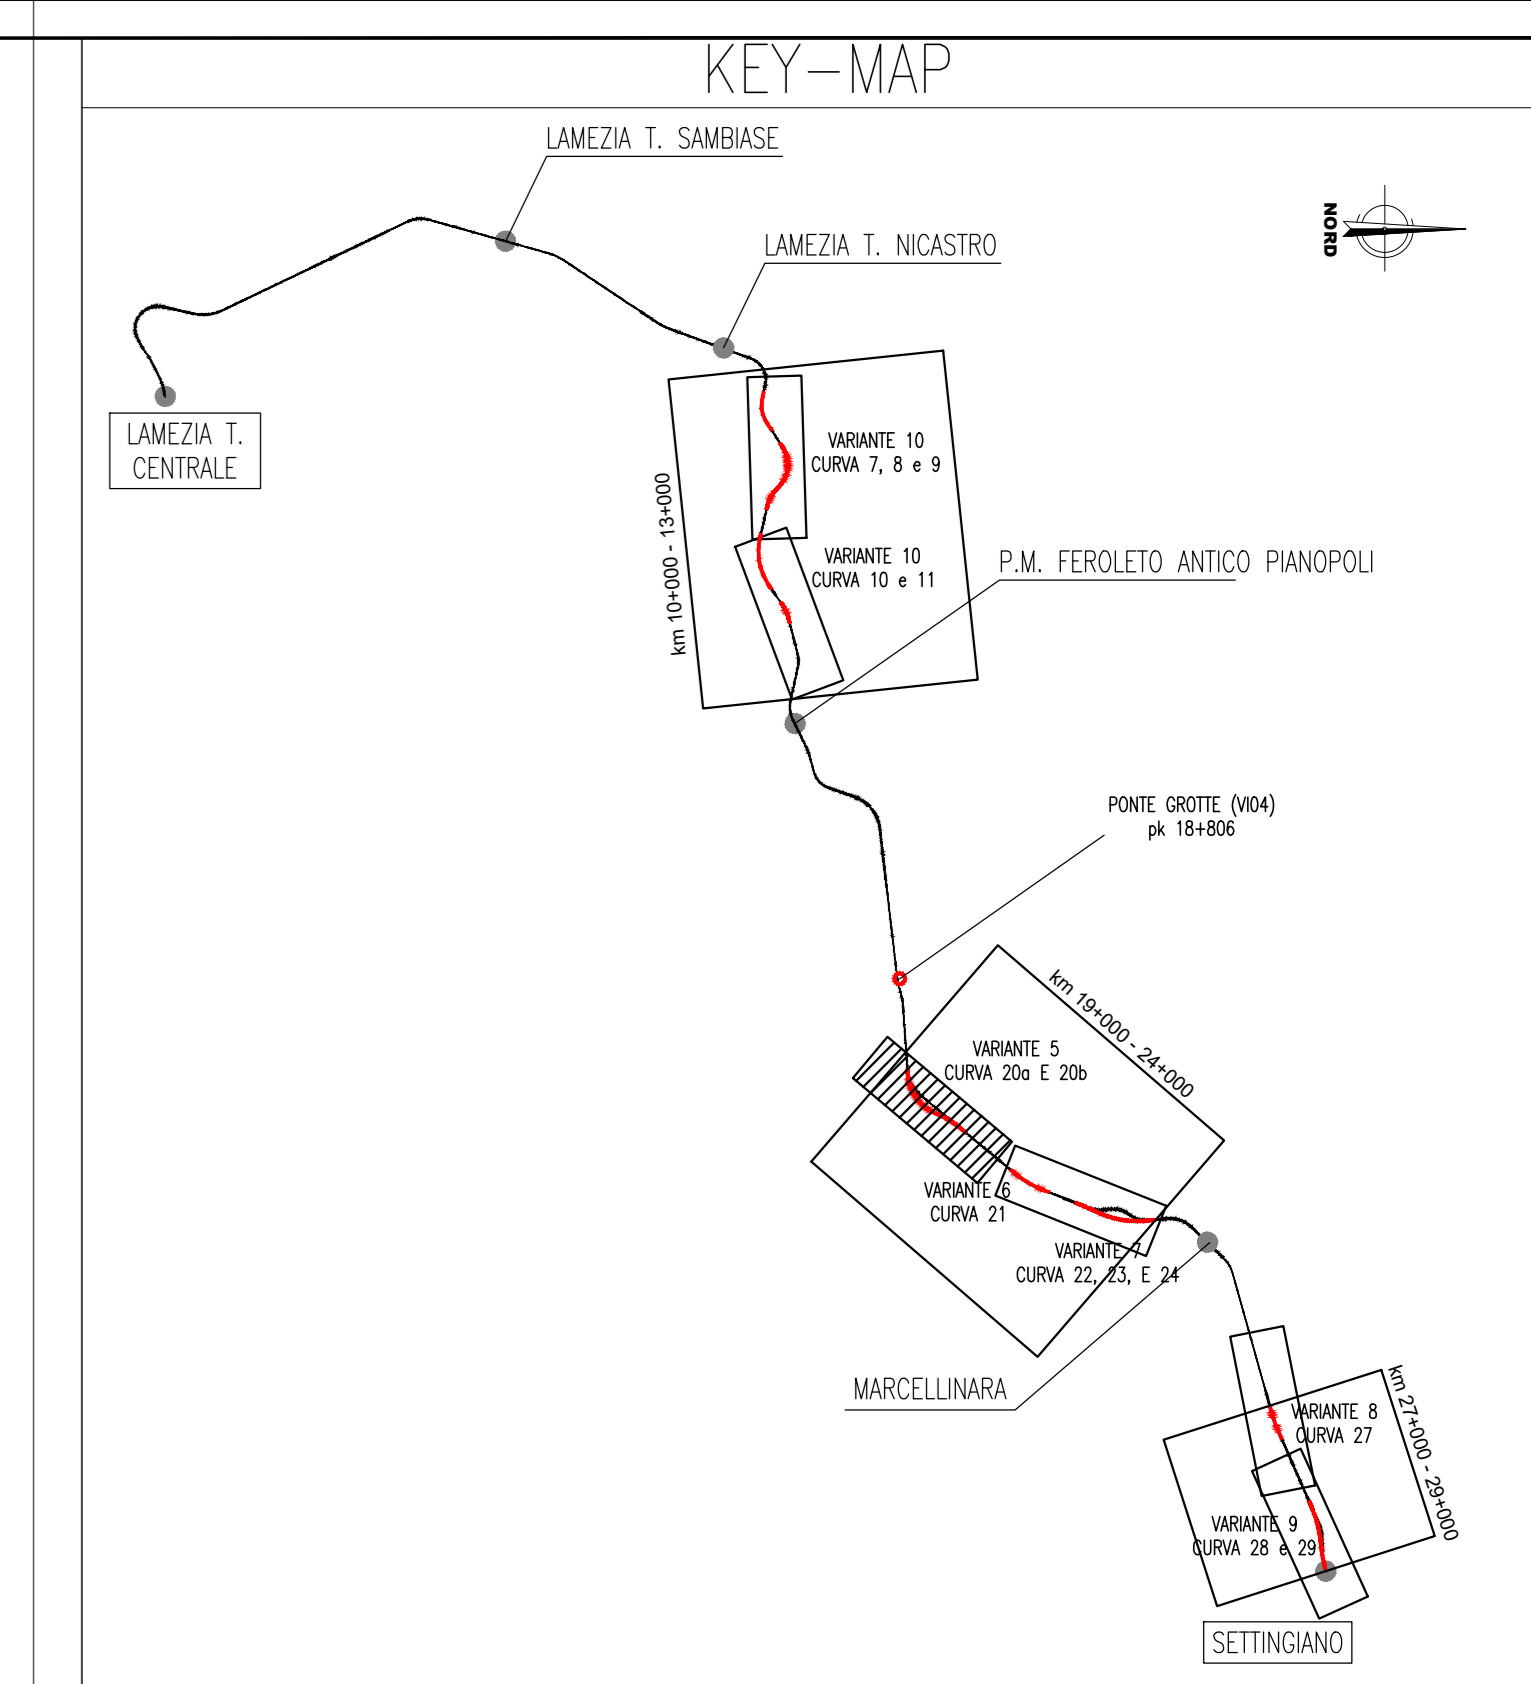 KEY-MAP
LAMEZIA T. SAMBIASE
NORD
LAMEZIA T. NICASTRO
LAMEZIA T.
CENTRALE
VARIANTE 10
CURVA 7, 8 e 9
km 10+000 - 13+000
VARIANTE 10
CURVA 10 e 11
P.M. FEROLETO ANTICO PIANOPOLI
PONTE GROTTE (VI04)
pk 18+806
km 19+000 - 24+000
VARIANTE 5
CURVA 20a E 20b
VARIANTE 6
CURVA 21
VARIANTE 7
CURVA 22, 23, E 24
MARCELLINARA
km 27+000 - 29+000
VARIANTE 8
CURVA 27
VARIANTE 9
CURVA 28 e 29
SETTINGIANO